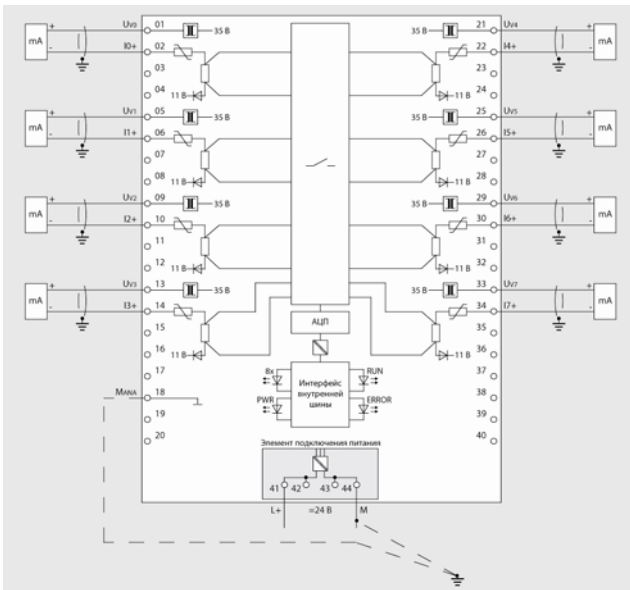 + Uv0 01 35 В 35 В 21 Uv4 +
mA mA
- I0+ 02 22 I4+ -
03 23
04 11 В 11 В 24
+ Uv1 05 35 В 35 В 25 Uv5 +
mA mA
- I1+ 06 26 I5+ -
07 27
08 11 В 11 В 28
+ Uv2 09 35 В 35 В 29 Uv6 +
mA mA
- I2+ 10 30 I6+ -
11 31
12 11 В 11 В 32
+ Uv3 13 35 В 35 В 33 Uv7 +
mA mA
- I3+ 14 34 I7+ -
15 АЦП 35
16 11 В 11 В 36
17 8x RUN 37
Интерфейс
внутренней
шины
MANA 18 PWR ERROR 38
19 39
20 40
Элемент подключения питания
41 42 43 44
L+ =24 В M